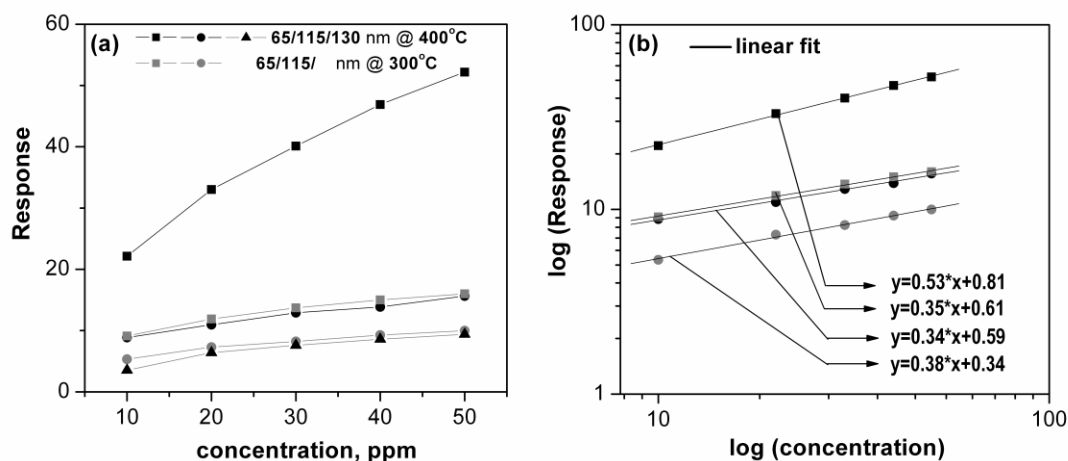 (a)
65/115/130 nm @ 400°C
65/115/ nm @ 300°C
60
40
20
0
Response
10 20 30 40 50
concentration, ppm
(b)
linear fit
100
10
1
log (Response)
y=0.53*x+0.81
y=0.35*x+0.61
y=0.34*x+0.59
y=0.38*x+0.34
10 100
log (concentration)